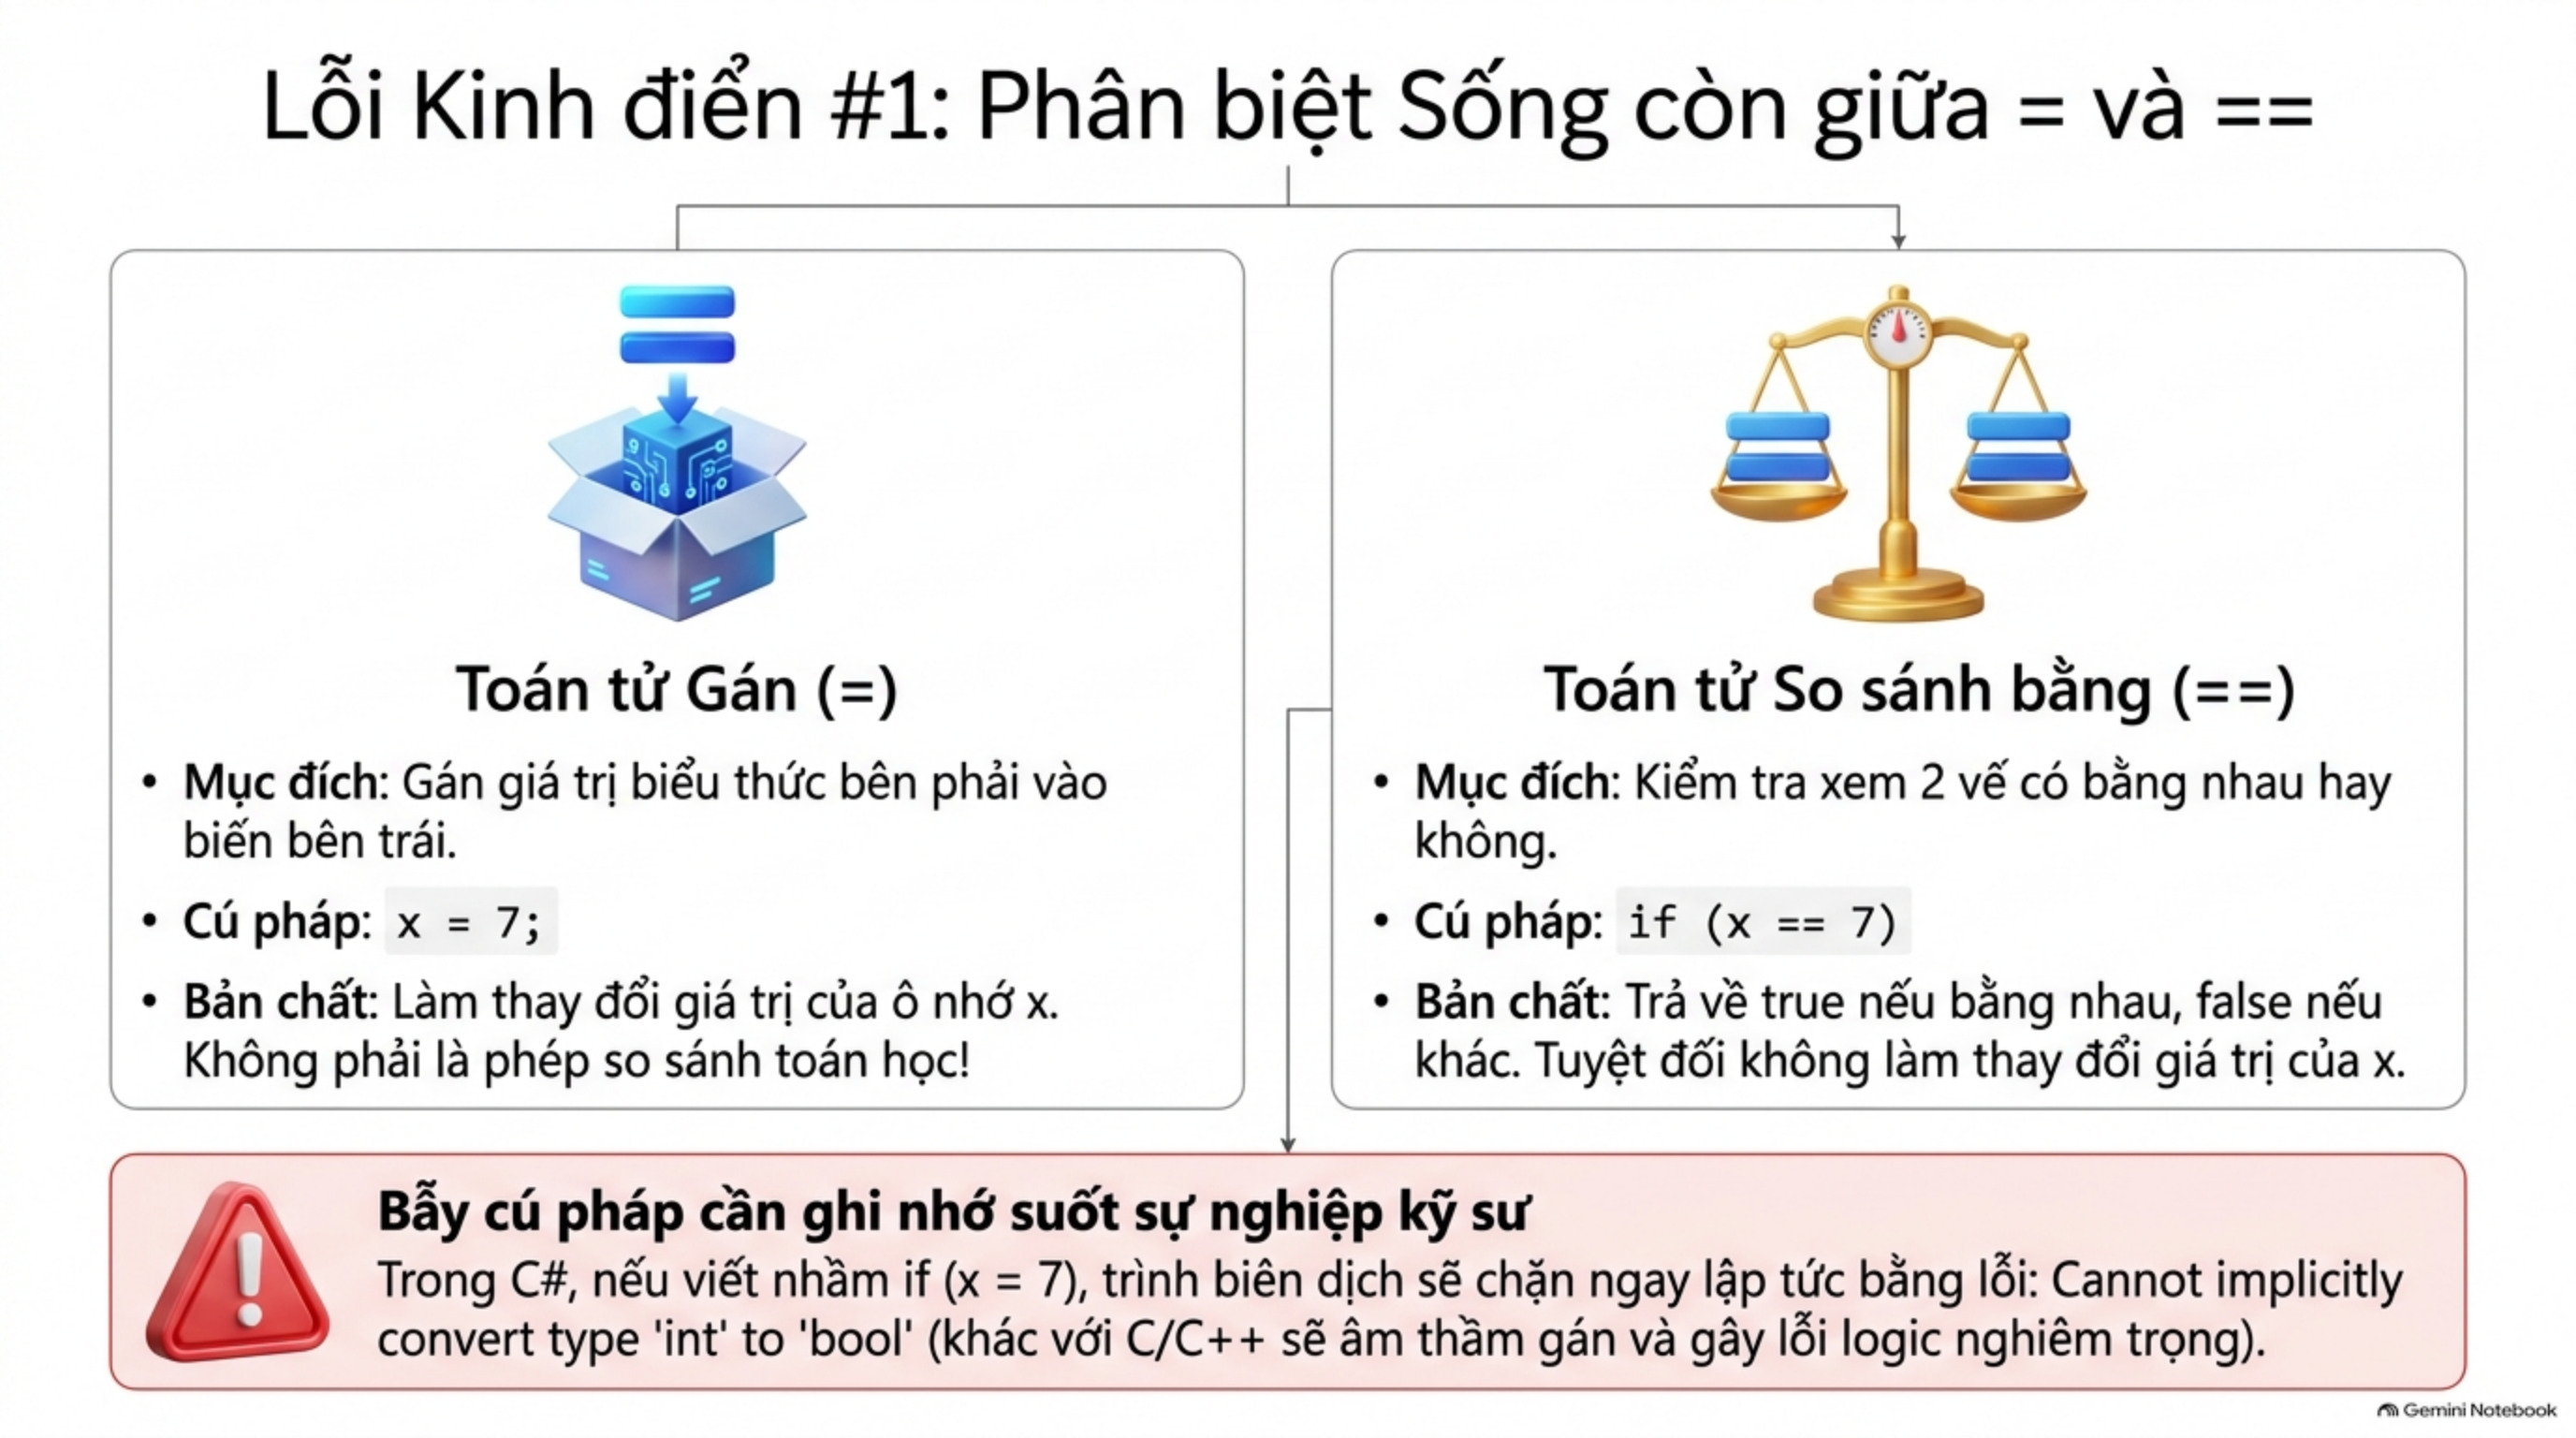 Lỗi Kinh điển #1: Phân biệt Sống còn giữa = và ==
Toán tử Gán (=)
• Mục đích: Gán giá trị biểu thức bên phải vào
biến bên trái.
• Cú pháp: x = 7;
• Bản chất: Làm thay đổi giá trị của ô nhớ x.
Không phải là phép so sánh toán học!
Toán tử So sánh bằng (==)
• Mục đích: Kiểm tra xem 2 vế có bằng nhau hay
không.
• Cú pháp: if (x == 7)
• Bản chất: Trả về true nếu bằng nhau, false nếu
khác. Tuyệt đối không làm thay đổi giá trị của x.
Bẫy cú pháp cần ghi nhớ suốt sự nghiệp kỹ sư
Trong C#, nếu viết nhầm if (x = 7), trình biên dịch sẽ chặn ngay lập tức bằng lỗi: Cannot implicitly
convert type 'int' to 'bool' (khác với C/C++ sẽ âm thầm gán và gây lỗi logic nghiêm trọng).
Gemini Notebook